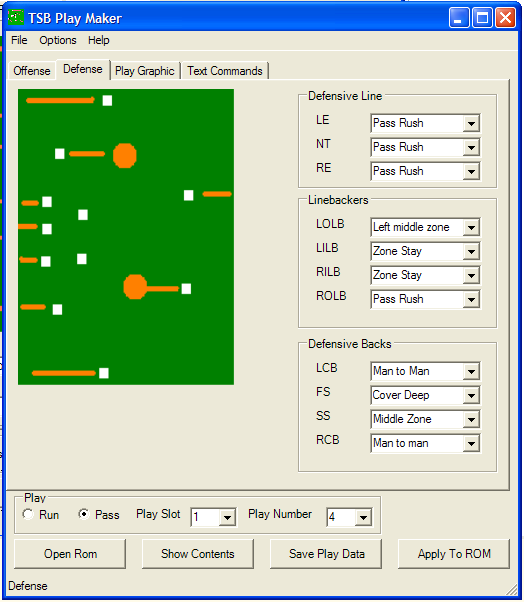 TSB Play Maker
File Options Help
Offense Defense Play Graphic Text Commands
Defensive Line
LE Pass Rush
NT Pass Rush
RE Pass Rush
Linebackers
LOLB Left middle zone
LILB Zone Stay
RILB Zone Stay
ROLB Pass Rush
Defensive Backs
LCB Man to Man
FS Cover Deep
SS Middle Zone
RCB Man to man
Play
Run Pass Play Slot 1 Play Number 4
Open Rom Show Contents Save Play Data Apply To ROM
Defense